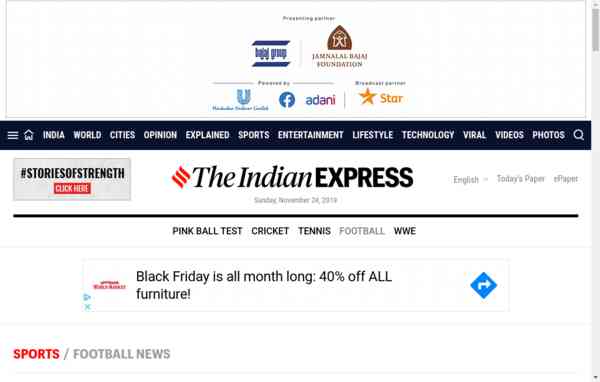 Presenting partner
bajaj group
JAMNALAL BAJAJ
FOUNDATION
Powered by
Broadcast partner
Hindustan Unilever Limited
adani
Star
INDIA WORLD CITIES OPINION EXPLAINED SPORTS ENTERTAINMENT LIFESTYLE TECHNOLOGY VIRAL VIDEOS PHOTOS
#STORIESOFSTRENGTH
CLICK HERE
The Indian EXPRESS
Sunday, November 24, 2019
English Today's Paper ePaper
PINK BALL TEST CRICKET TENNIS FOOTBALL WWE
WORLD MARKET
Black Friday is all month long: 40% off ALL
furniture!
SPORTS / FOOTBALL NEWS